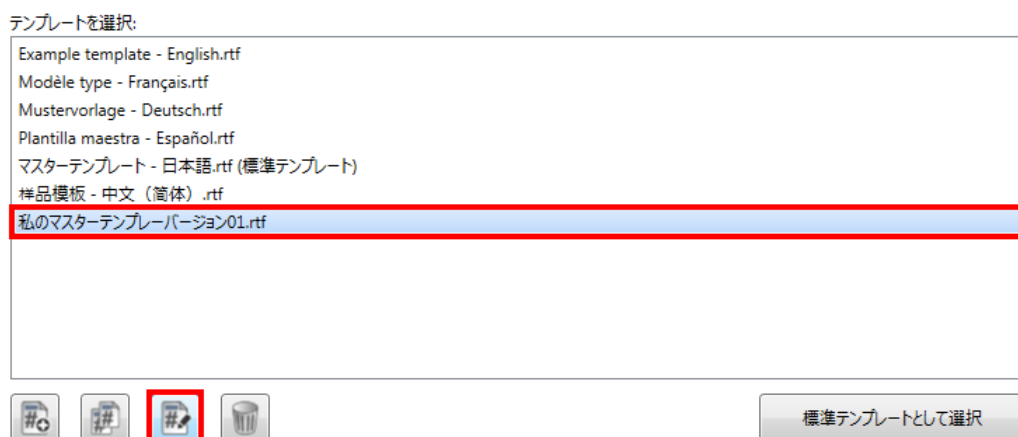 テンプレートを選択:
Example template - English.rtf
Modèle type - Français.rtf
Mustervorlage - Deutsch.rtf
Plantilla maestra - Español.rtf
マスターテンプレート - 日本語.rtf (標準テンプレート)
样品模板 - 中文（简体）.rtf
私のマスターテンプレーバージョン01.rtf
標準テンプレートとして選択